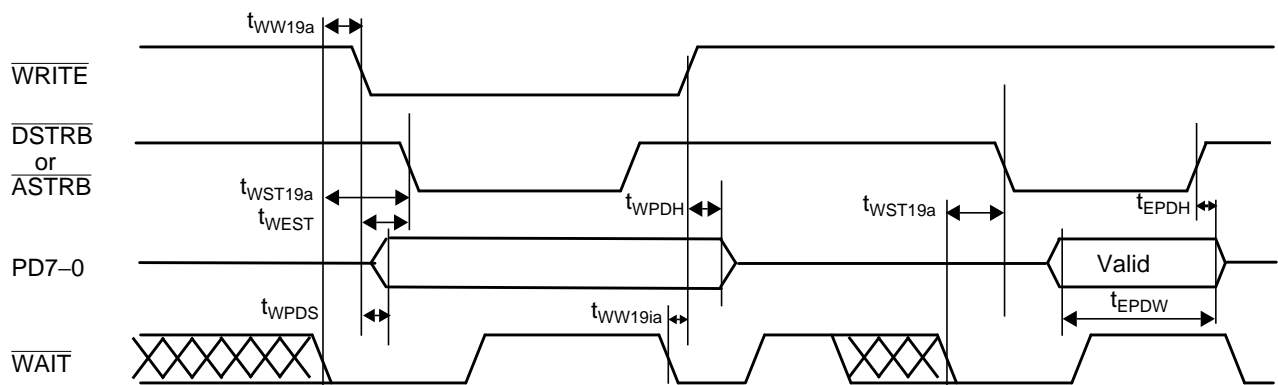 tWW19a
WRITE
DSTRB
or
ASTRB
tWST19a
tWEST
tWPDH
tWST19a
tEPDH
PD7–0
Valid
tWPDS
tWW19ia
tEPDW
WAIT